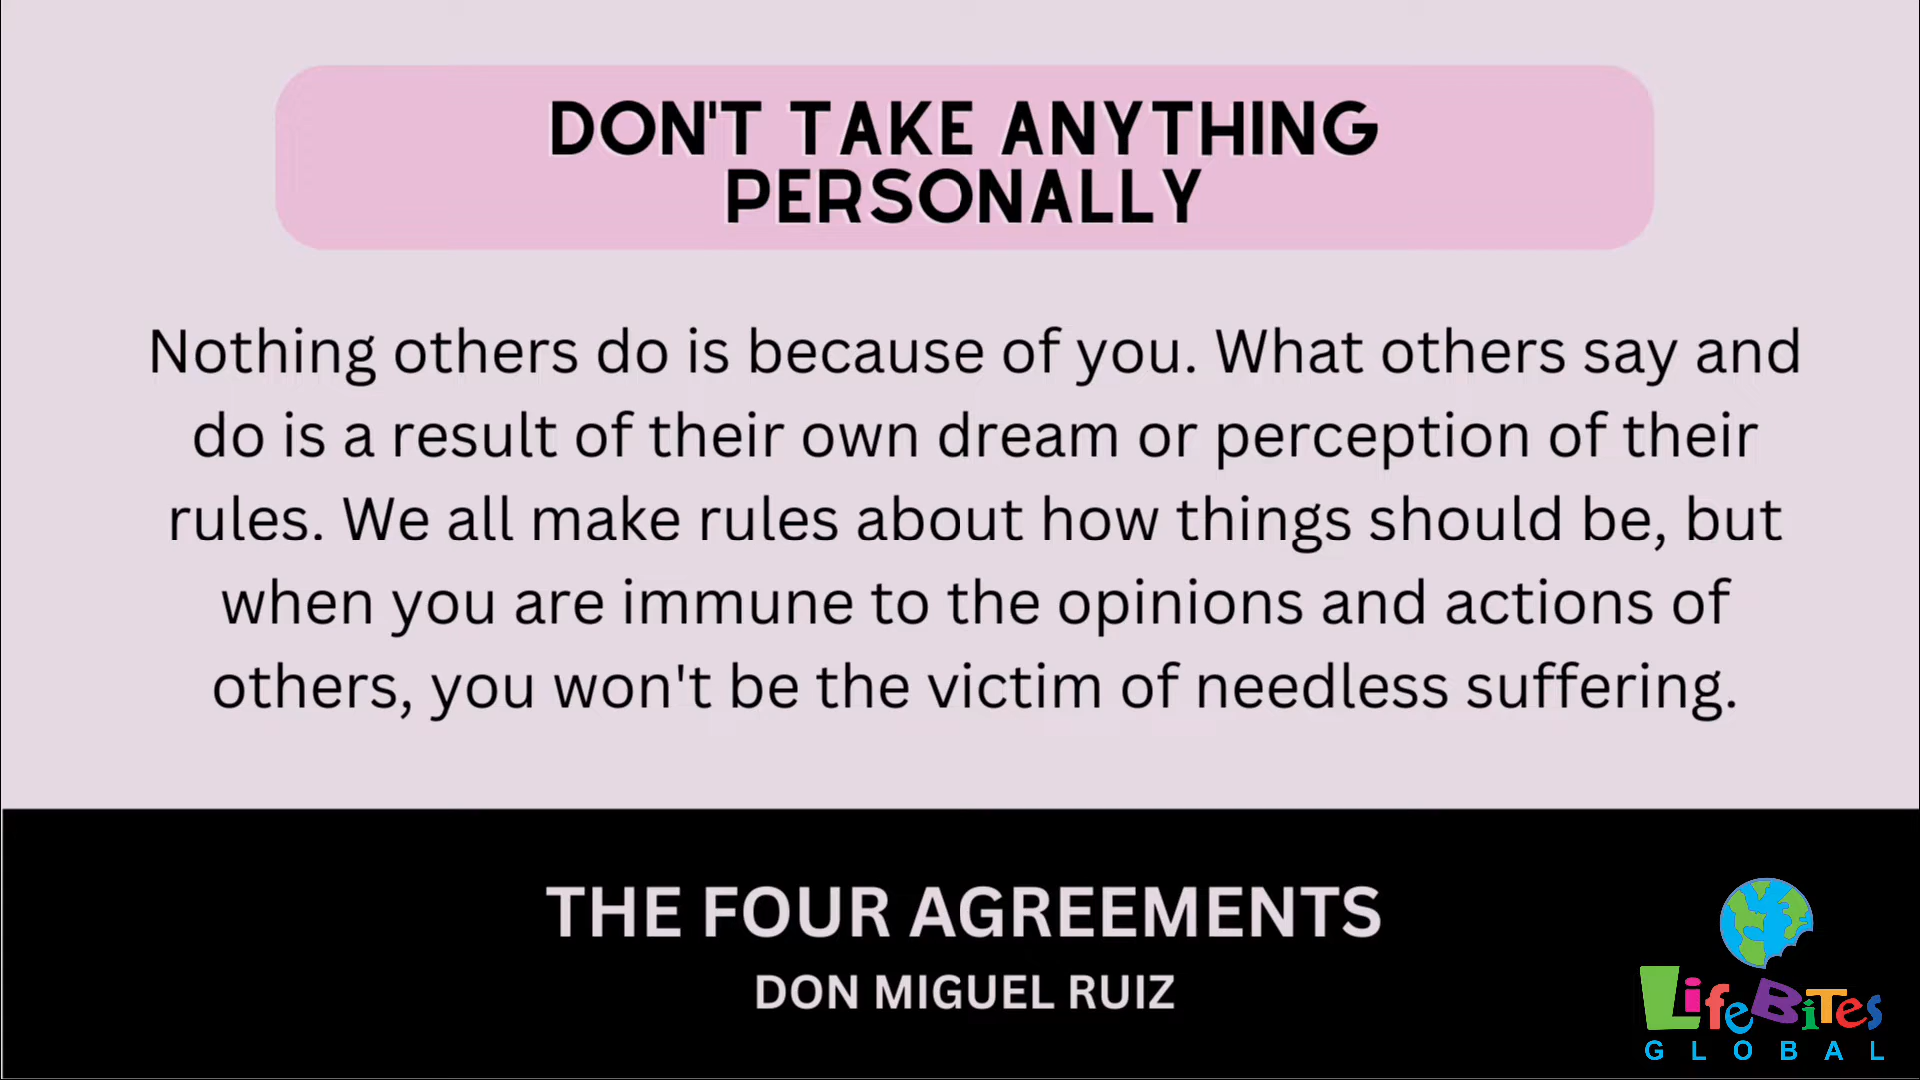 DON'T TAKE ANYTHING
PERSONALLY
Nothing others do is because of you. What others say and
do is a result of their own dream or perception of their
rules. We all make rules about how things should be, but
when you are immune to the opinions and actions of
others, you won't be the victim of needless suffering.
THE FOUR AGREEMENTS
DON MIGUEL RUIZ
LifeBiTes
GLOBAL